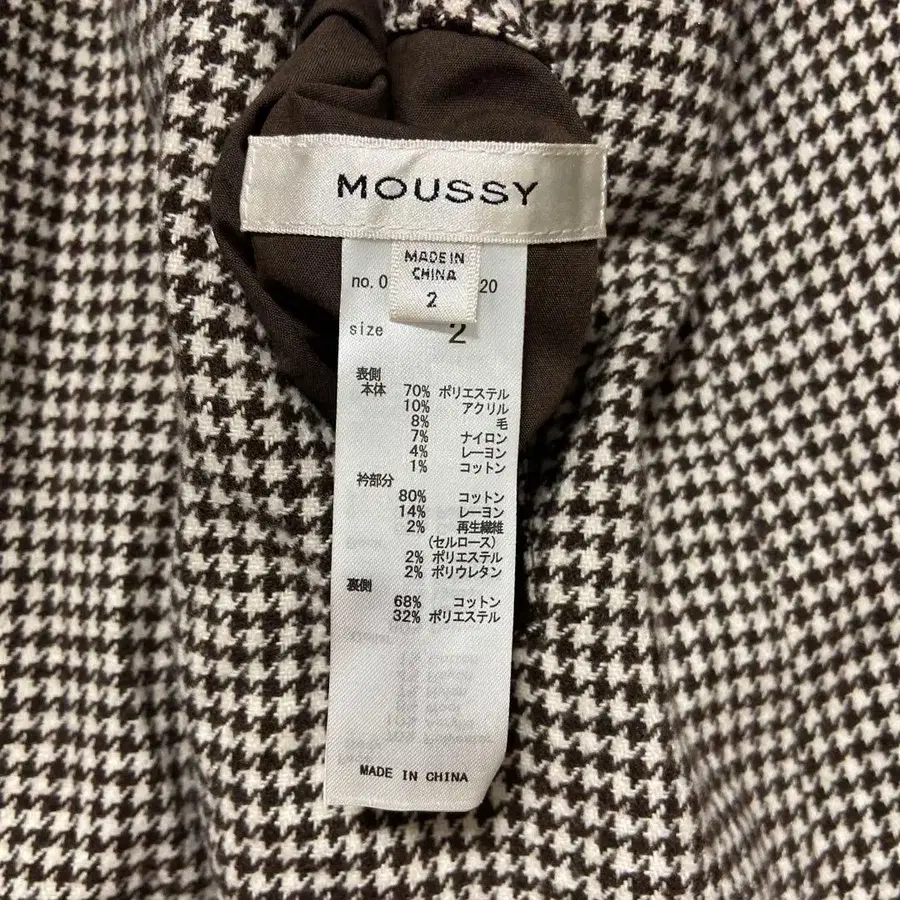 MOUSSY
MADE IN
CHINA
2
no. 0 20
size 2
表側
本体 70% ポリエステル
10% アクリル
8% 毛
7% ナイロン
4% レーヨン
1% コットン
衿部分
80% コットン
14% レーヨン
2% 再生繊維
(セルロース)
2% ポリエステル
2% ポリウレタン
裏側
68% コットン
32% ポリエステル
MADE IN CHINA